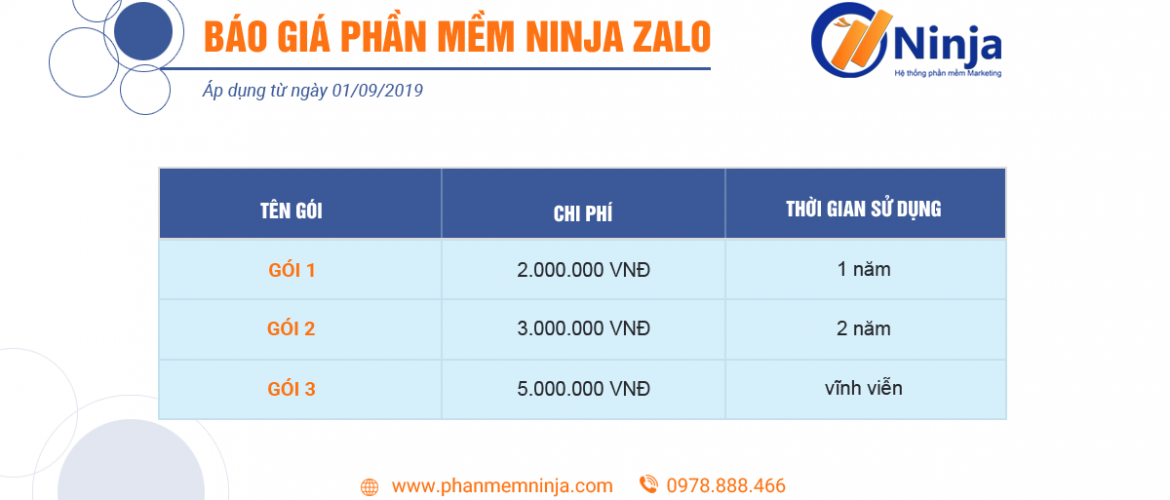 BÁO GIÁ PHẦN MỀM NINJA ZALO
Áp dụng từ ngày 01/09/2019
Ninja
Hệ thống phần mềm Marketing
TÊN GÓI CHI PHÍ THỜI GIAN SỬ DỤNG
GÓI 1 2.000.000 VNĐ 1 năm
GÓI 2 3.000.000 VNĐ 2 năm
GÓI 3 5.000.000 VNĐ vĩnh viễn
www.phanmemninja.com 0978.888.466